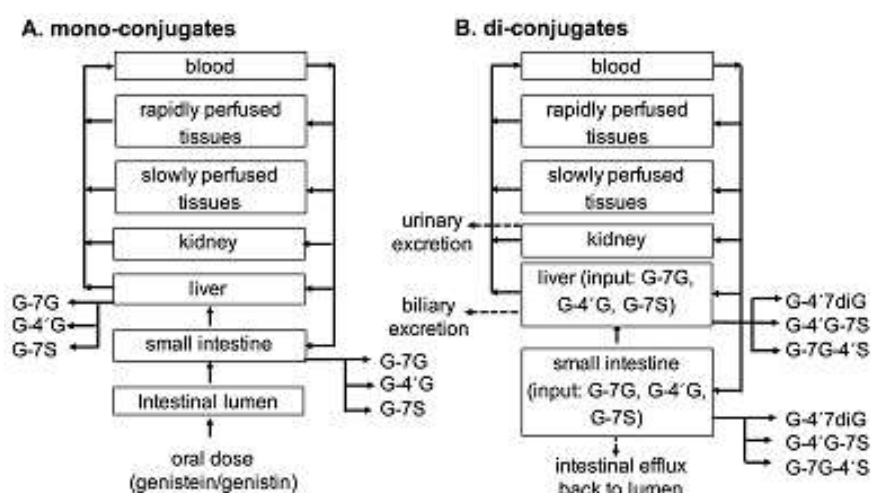 A. mono-conjugates
blood
rapidly perfused
tissues
slowly perfused
tissues
kidney
liver
G-7G
G-4´G
G-7S
small intestine
G-7G
G-4´G
G-7S
Intestinal lumen
oral dose
(genistein/genistin)
B. di-conjugates
blood
rapidly perfused
tissues
slowly perfused
tissues
urinary
excretion
kidney
liver (input: G-7G,
G-4´G, G-7S)
biliary
excretion
G-4´7diG
G-4´G-7S
G-7G-4´S
small intestine
(input: G-7G, G-4´G,
G-7S)
G-4´7diG
G-4´G-7S
G-7G-4´S
intestinal efflux
back to lumen